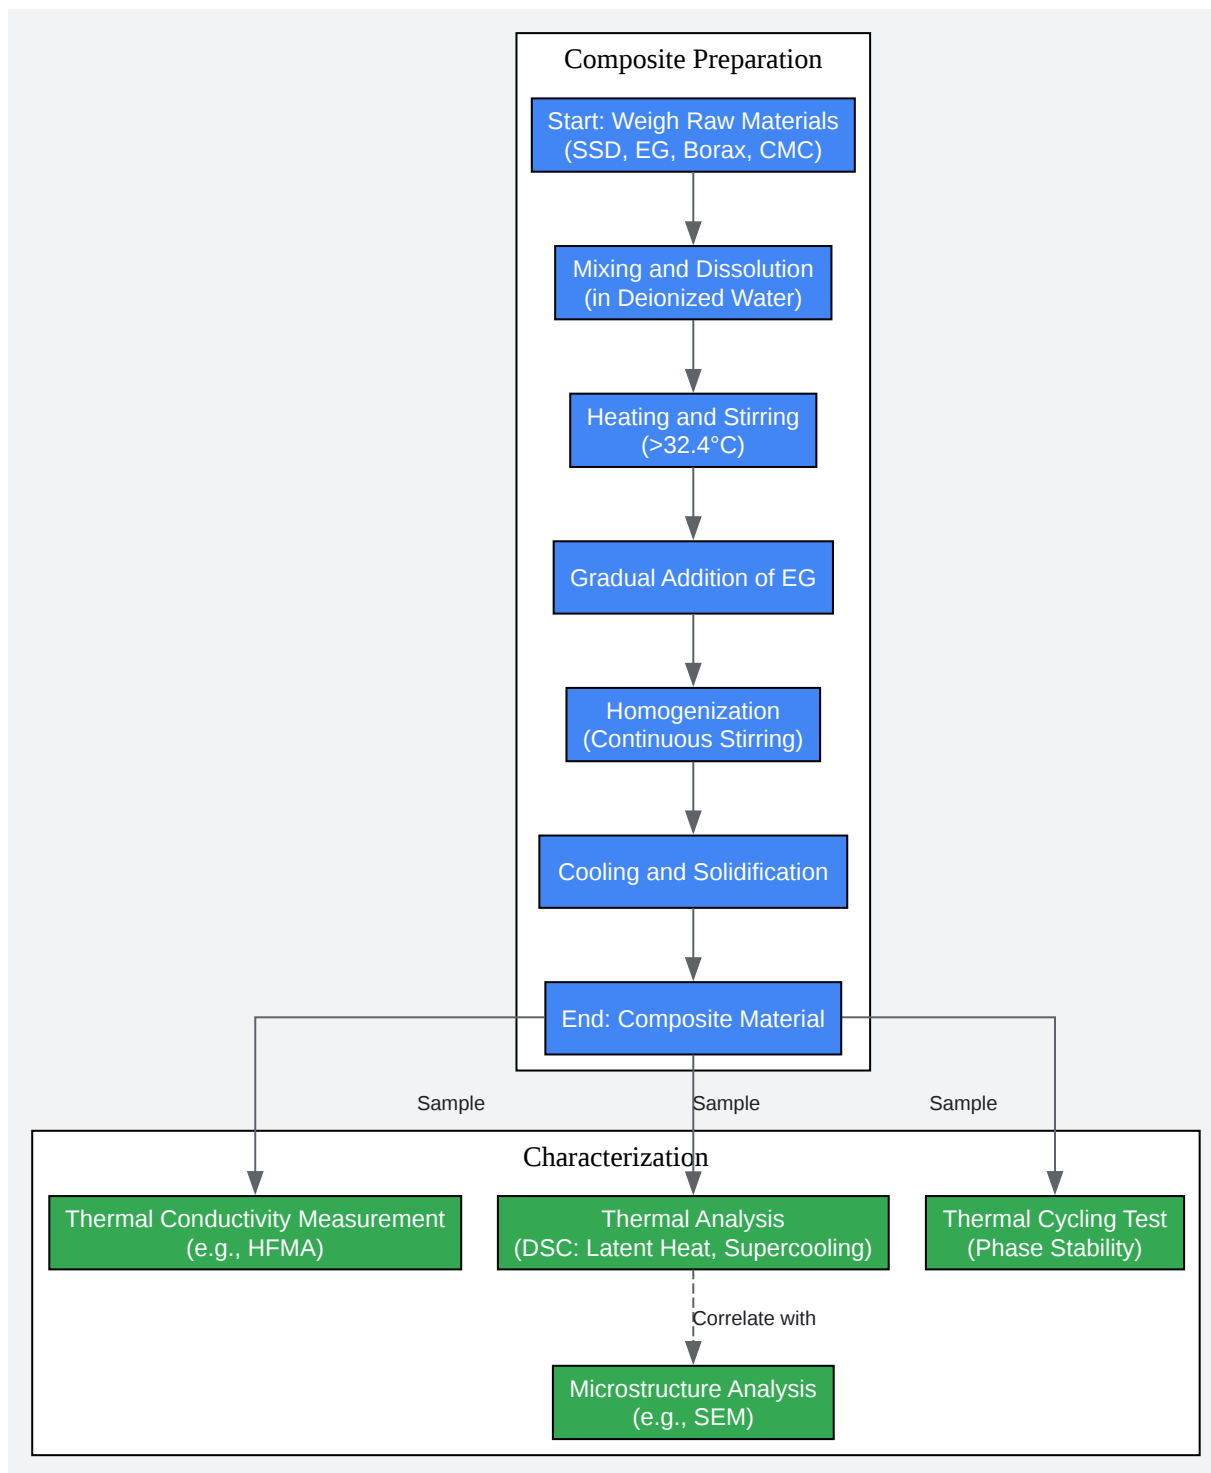 Composite Preparation
Start: Weigh Raw Materials
(SSD, EG, Borax, CMC)
Mixing and Dissolution
(in Deionized Water)
Heating and Stirring
(>32.4°C)
Gradual Addition of EG
Homogenization
(Continuous Stirring)
Cooling and Solidification
End: Composite Material
Sample
Sample
Sample
Characterization
Thermal Conductivity Measurement
(e.g., HFMA)
Thermal Analysis
(DSC: Latent Heat, Supercooling)
Thermal Cycling Test
(Phase Stability)
Correlate with
Microstructure Analysis
(e.g., SEM)